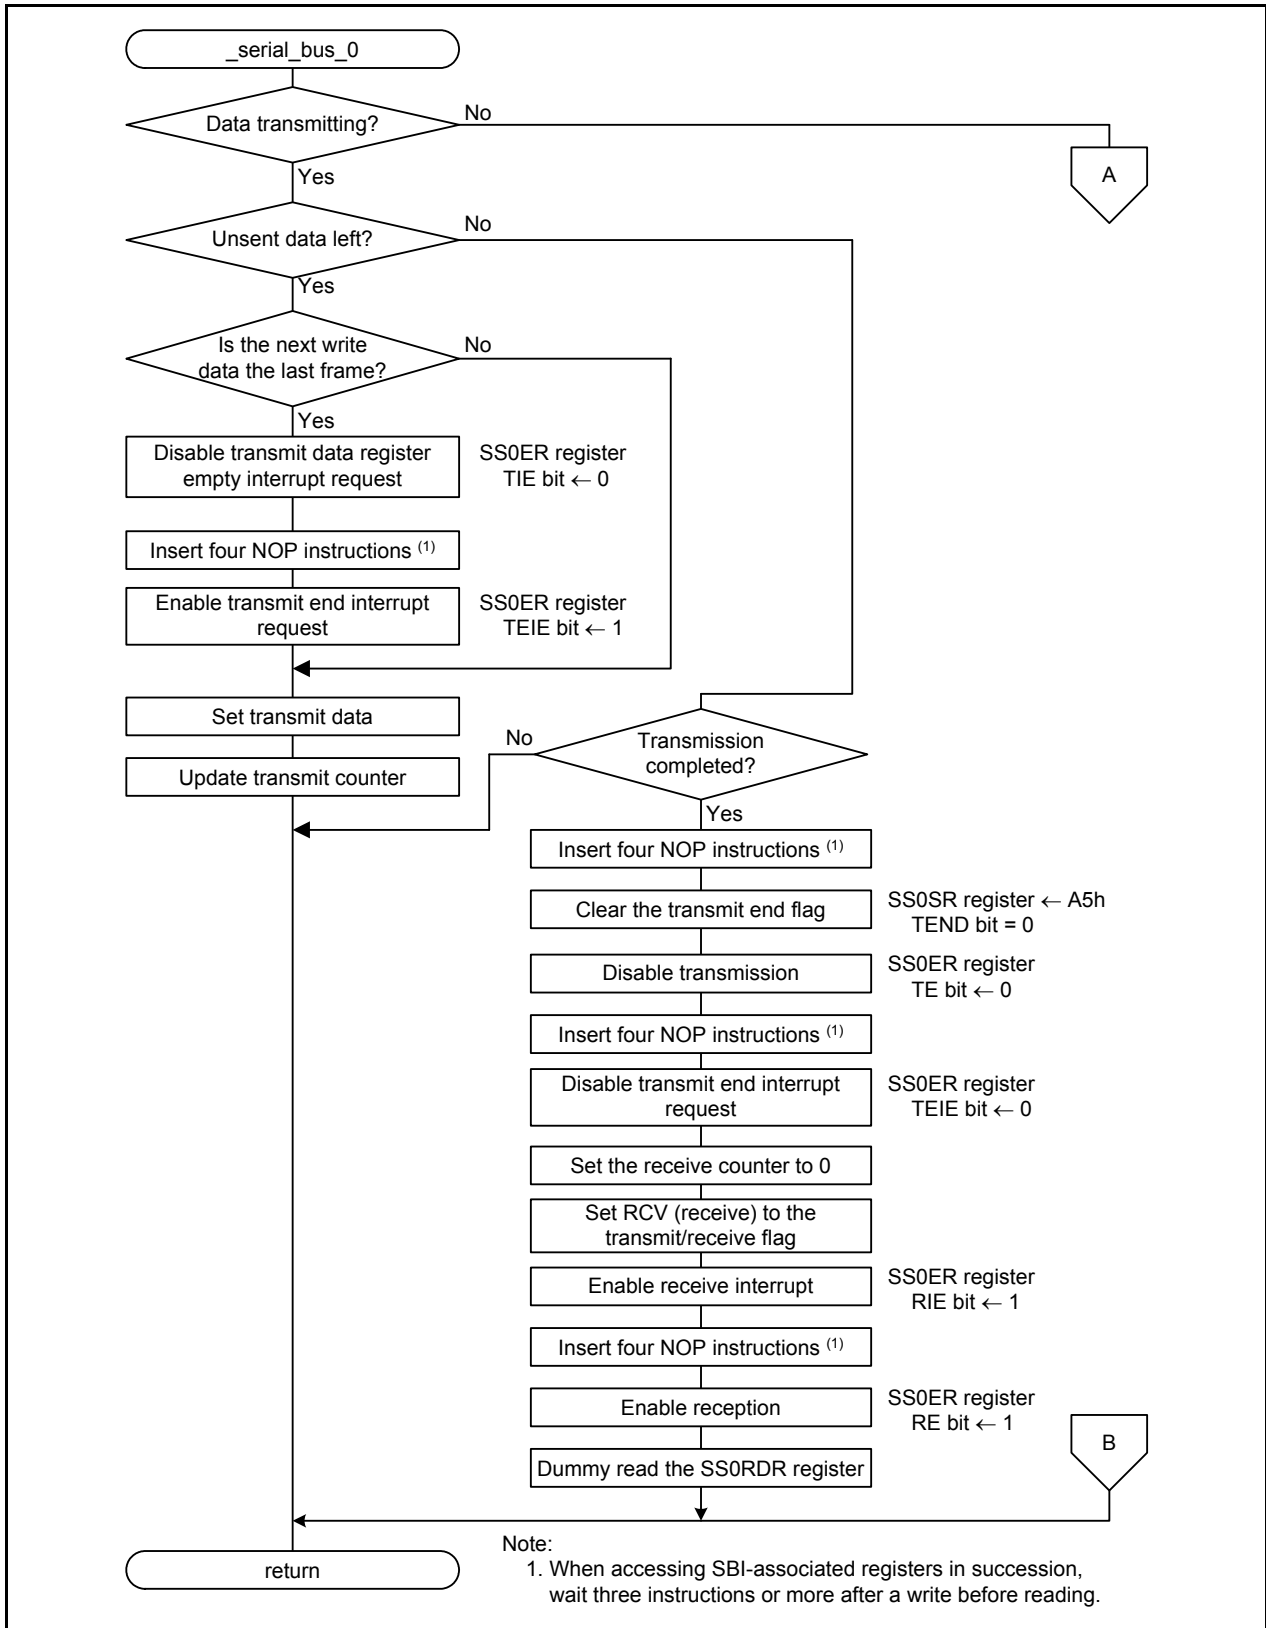 _serial_bus_0
Data transmitting?
No
A
Yes
Unsent data left?
No
Yes
Is the next write
data the last frame?
No
Yes
Disable transmit data register
empty interrupt request
SS0ER register
TIE bit ← 0
Insert four NOP instructions (1)
Enable transmit end interrupt
request
SS0ER register
TEIE bit ← 1
Set transmit data
Update transmit counter
Transmission
completed?
No
Yes
Insert four NOP instructions (1)
Clear the transmit end flag
SS0SR register ← A5h
TEND bit = 0
Disable transmission
SS0ER register
TE bit ← 0
Insert four NOP instructions (1)
Disable transmit end interrupt
request
SS0ER register
TEIE bit ← 0
Set the receive counter to 0
Set RCV (receive) to the
transmit/receive flag
Enable receive interrupt
SS0ER register
RIE bit ← 1
Insert four NOP instructions (1)
Enable reception
SS0ER register
RE bit ← 1
B
Dummy read the SS0RDR register
return
Note:
1. When accessing SBI-associated registers in succession,
wait three instructions or more after a write before reading.